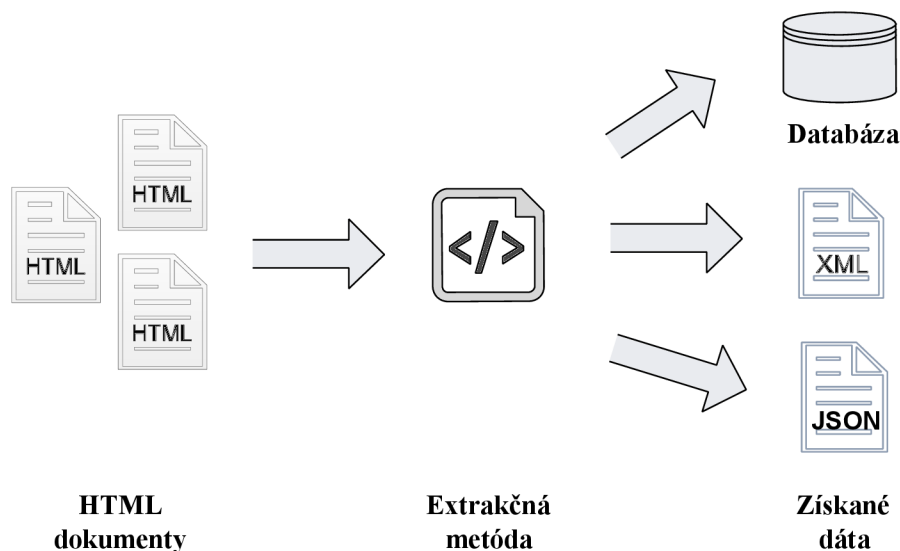 Databáza
HTML
HTML
HTML
</>
XML
JSON
HTML
dokumenty
Extrakčná
metóda
Získané
dáta